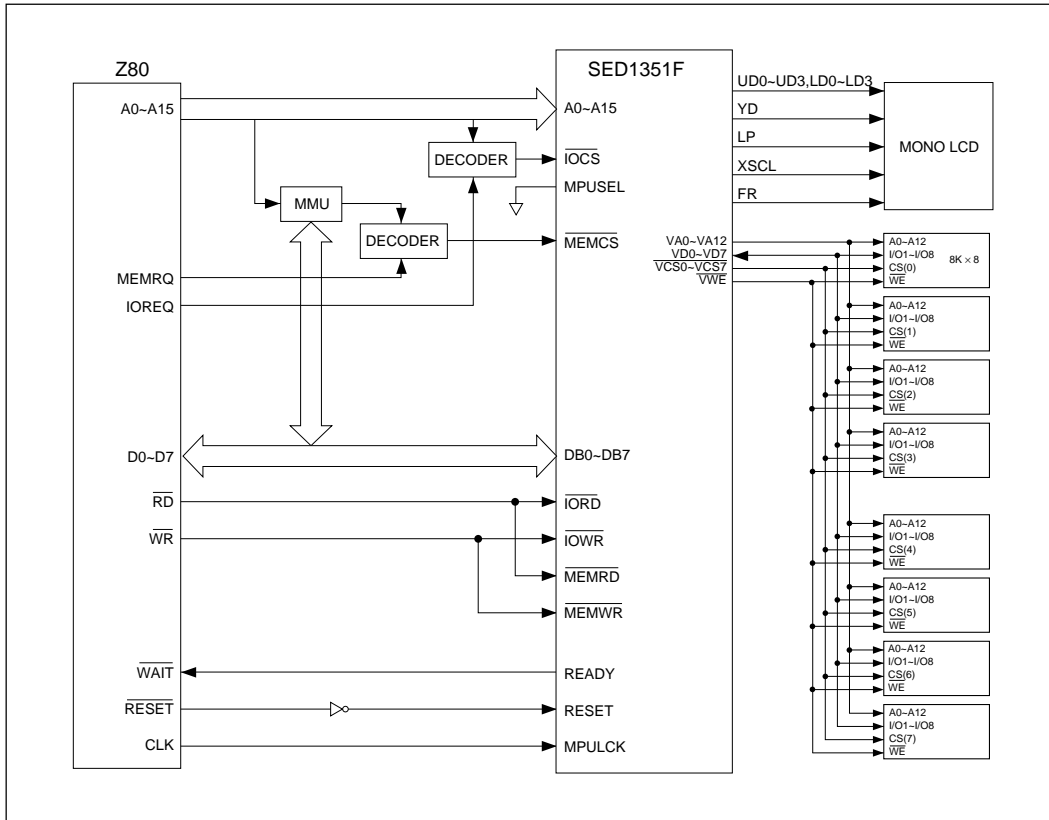 Z80
A0~A15
MEMRQ
IOREQ
D0~D7
RD
WR
WAIT
RESET
CLK
MMU
DECODER
DECODER
SED1351F
A0~A15
IOCS
MPUSEL
MEMCS
DB0~DB7
IORD
IOWR
MEMRD
MEMWR
READY
RESET
MPULCK
VA0~VA12
VD0~VD7
VCS0~VCS7
VWE
UD0~UD3,LD0~LD3
YD
LP
XSCL
FR
MONO LCD
A0~A12
I/O1~I/O8
CS(0)
WE
8K × 8
A0~A12
I/O1~I/O8
CS(1)
WE
A0~A12
I/O1~I/O8
CS(2)
WE
A0~A12
I/O1~I/O8
CS(3)
WE
A0~A12
I/O1~I/O8
CS(4)
WE
A0~A12
I/O1~I/O8
CS(5)
WE
A0~A12
I/O1~I/O8
CS(6)
WE
A0~A12
I/O1~I/O8
CS(7)
WE